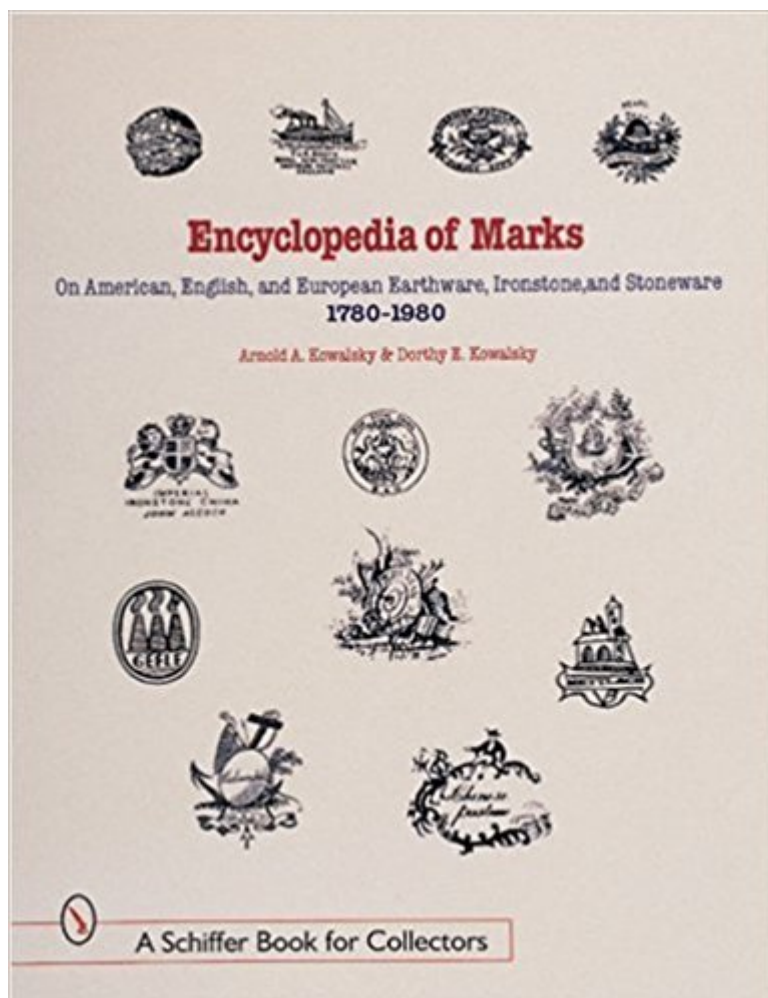 Encyclopedia of Marks
On American, English, and European Earthware, Ironstone, and Stoneware
1780-1980
Arnold A. Kowalsky & Dorthy E. Kowalsky
IMPERIAL
IRONSTONE CHINA
JOHN ALCOCK
A Schiffer Book for Collectors